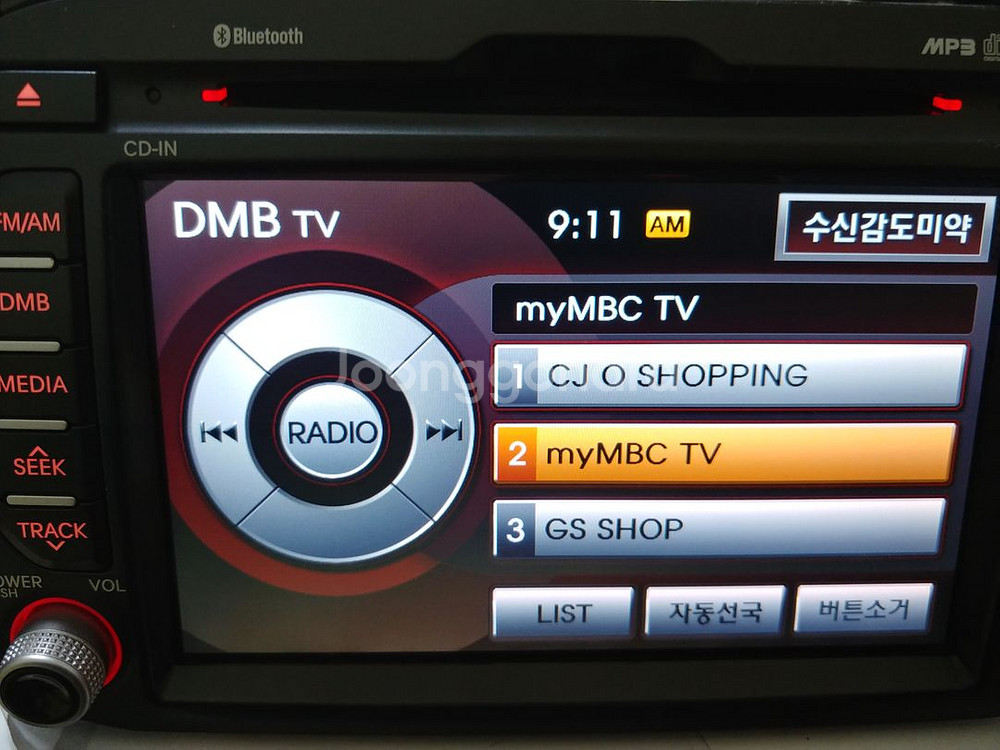 Bluetooth
MP3
CD-IN
FM/AM
DMB
MEDIA
SEEK
TRACK
VOL
DMB TV
9:11 AM
수신감도미약
myMBC TV
1 CJ O SHOPPING
2 myMBC TV
3 GS SHOP
RADIO
LIST
자동선국
버튼소거